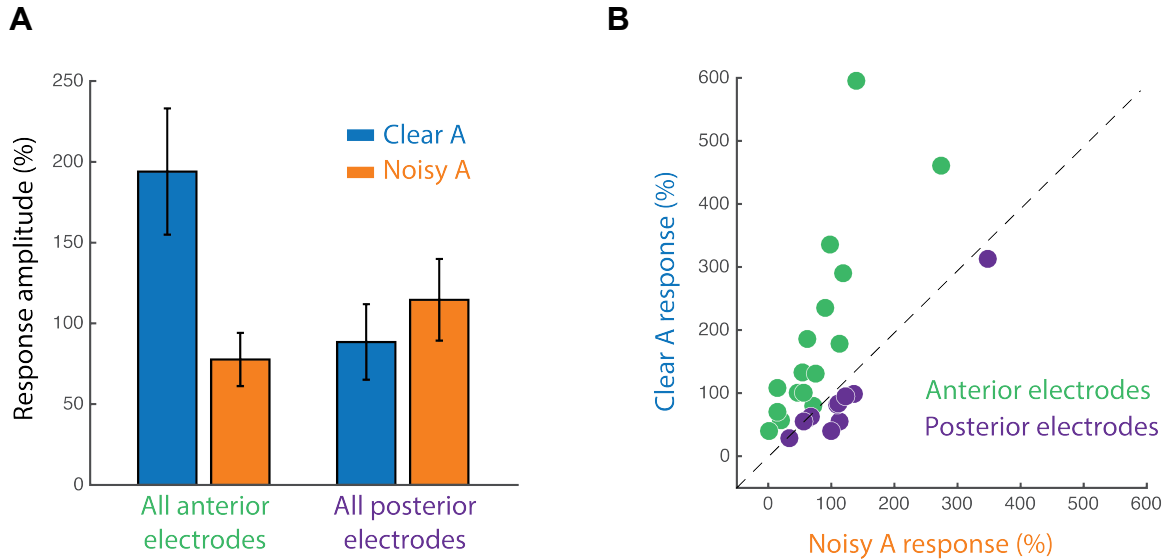 A
Response amplitude (%)
250
200
150
100
50
0
Clear A
Noisy A
All anterior
electrodes
All posterior
electrodes
B
Clear A response (%)
600
500
400
300
200
100
0
Anterior electrodes
Posterior electrodes
0 100 200 300 400 500 600
Noisy A response (%)